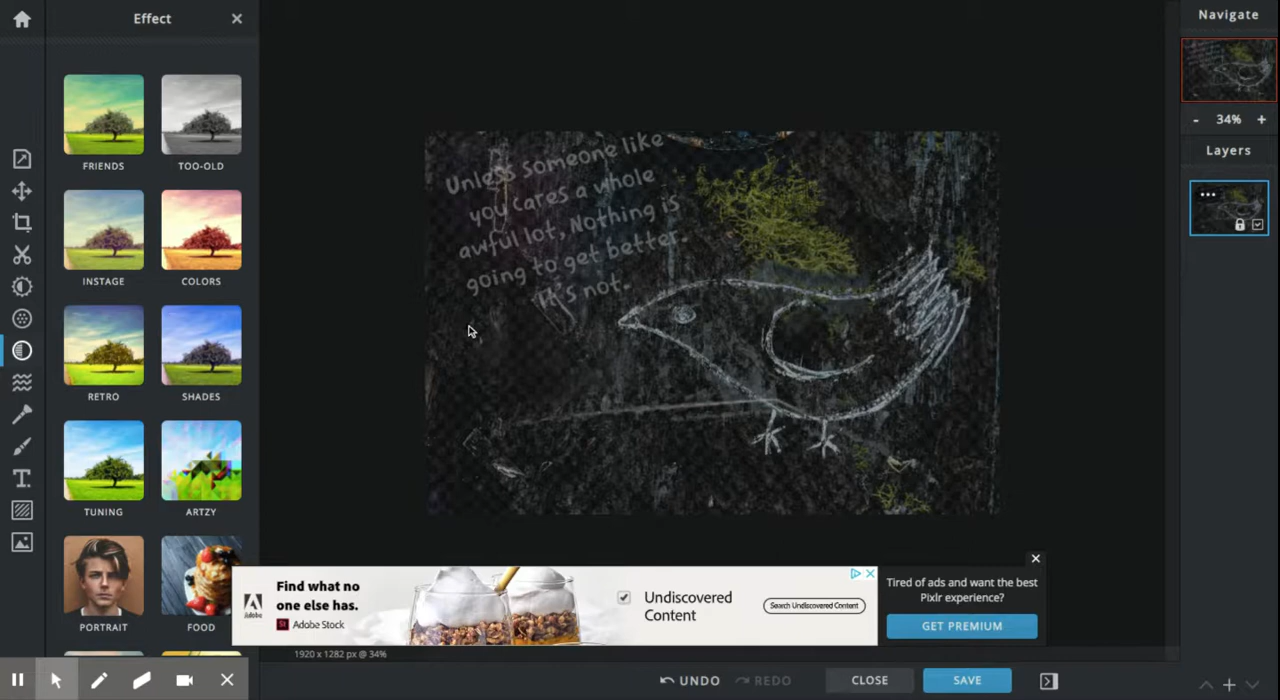 Effect
Navigate
FRIENDS
TOO-OLD
- 34% +
Layers
INSTAGE
COLORS
RETRO
SHADES
TUNING
ARTZY
PORTRAIT
FOOD
Unless someone like
you cares a whole
awful lot, Nothing is
going to get better.
It's not.
Find what no
one else has.
Adobe
St Adobe Stock
Undiscovered
Content
Search Undiscovered Content
Tired of ads and want the best
Pixlr experience?
GET PREMIUM
1920 x 1282 px @ 34%
UNDO
REDO
CLOSE
SAVE